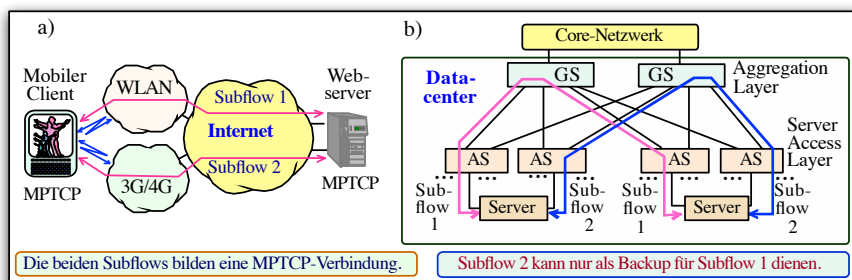 a)
Mobiler
Client
WLAN
Web-
server
Subflow 1
Internet
Subflow 2
3G/4G
MPTCP
MPTCP
Die beiden Subflows bilden eine MPTCP-Verbindung.
b)
Core-Netzwerk
Data-
center
GS
GS
Aggregation
Layer
Server
Access
Layer
AS
AS
AS
AS
...
...
...
...
Sub-
flow
1
Server
Sub-
flow
2
Sub-
flow
1
Server
Sub-
flow
2
Subflow 2 kann nur als Backup für Subflow 1 dienen.